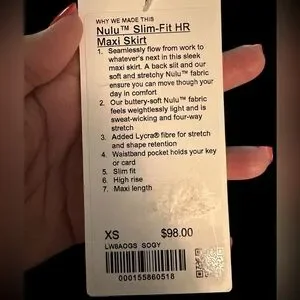 WHY WE MADE THIS
Nulu™ Slim-Fit HR
Maxi Skirt
1. Seamlessly flow from work to
whatever's next in this sleek
maxi skirt. A back slit and our
soft and stretchy Nulu™ fabric
ensure you can move though your
day in comfort
2. Our buttery-soft Nulu™ fabric
feels weightlessly light and is
sweat-wicking and four-way
stretch
3. Added Lycra® fibre for stretch
and shape retention
4. Waistband pocket holds your key
or card
5. Slim fit
6. High rise
7. Maxi length
XS $98.00
LW8AOGS SOGY
000155860518